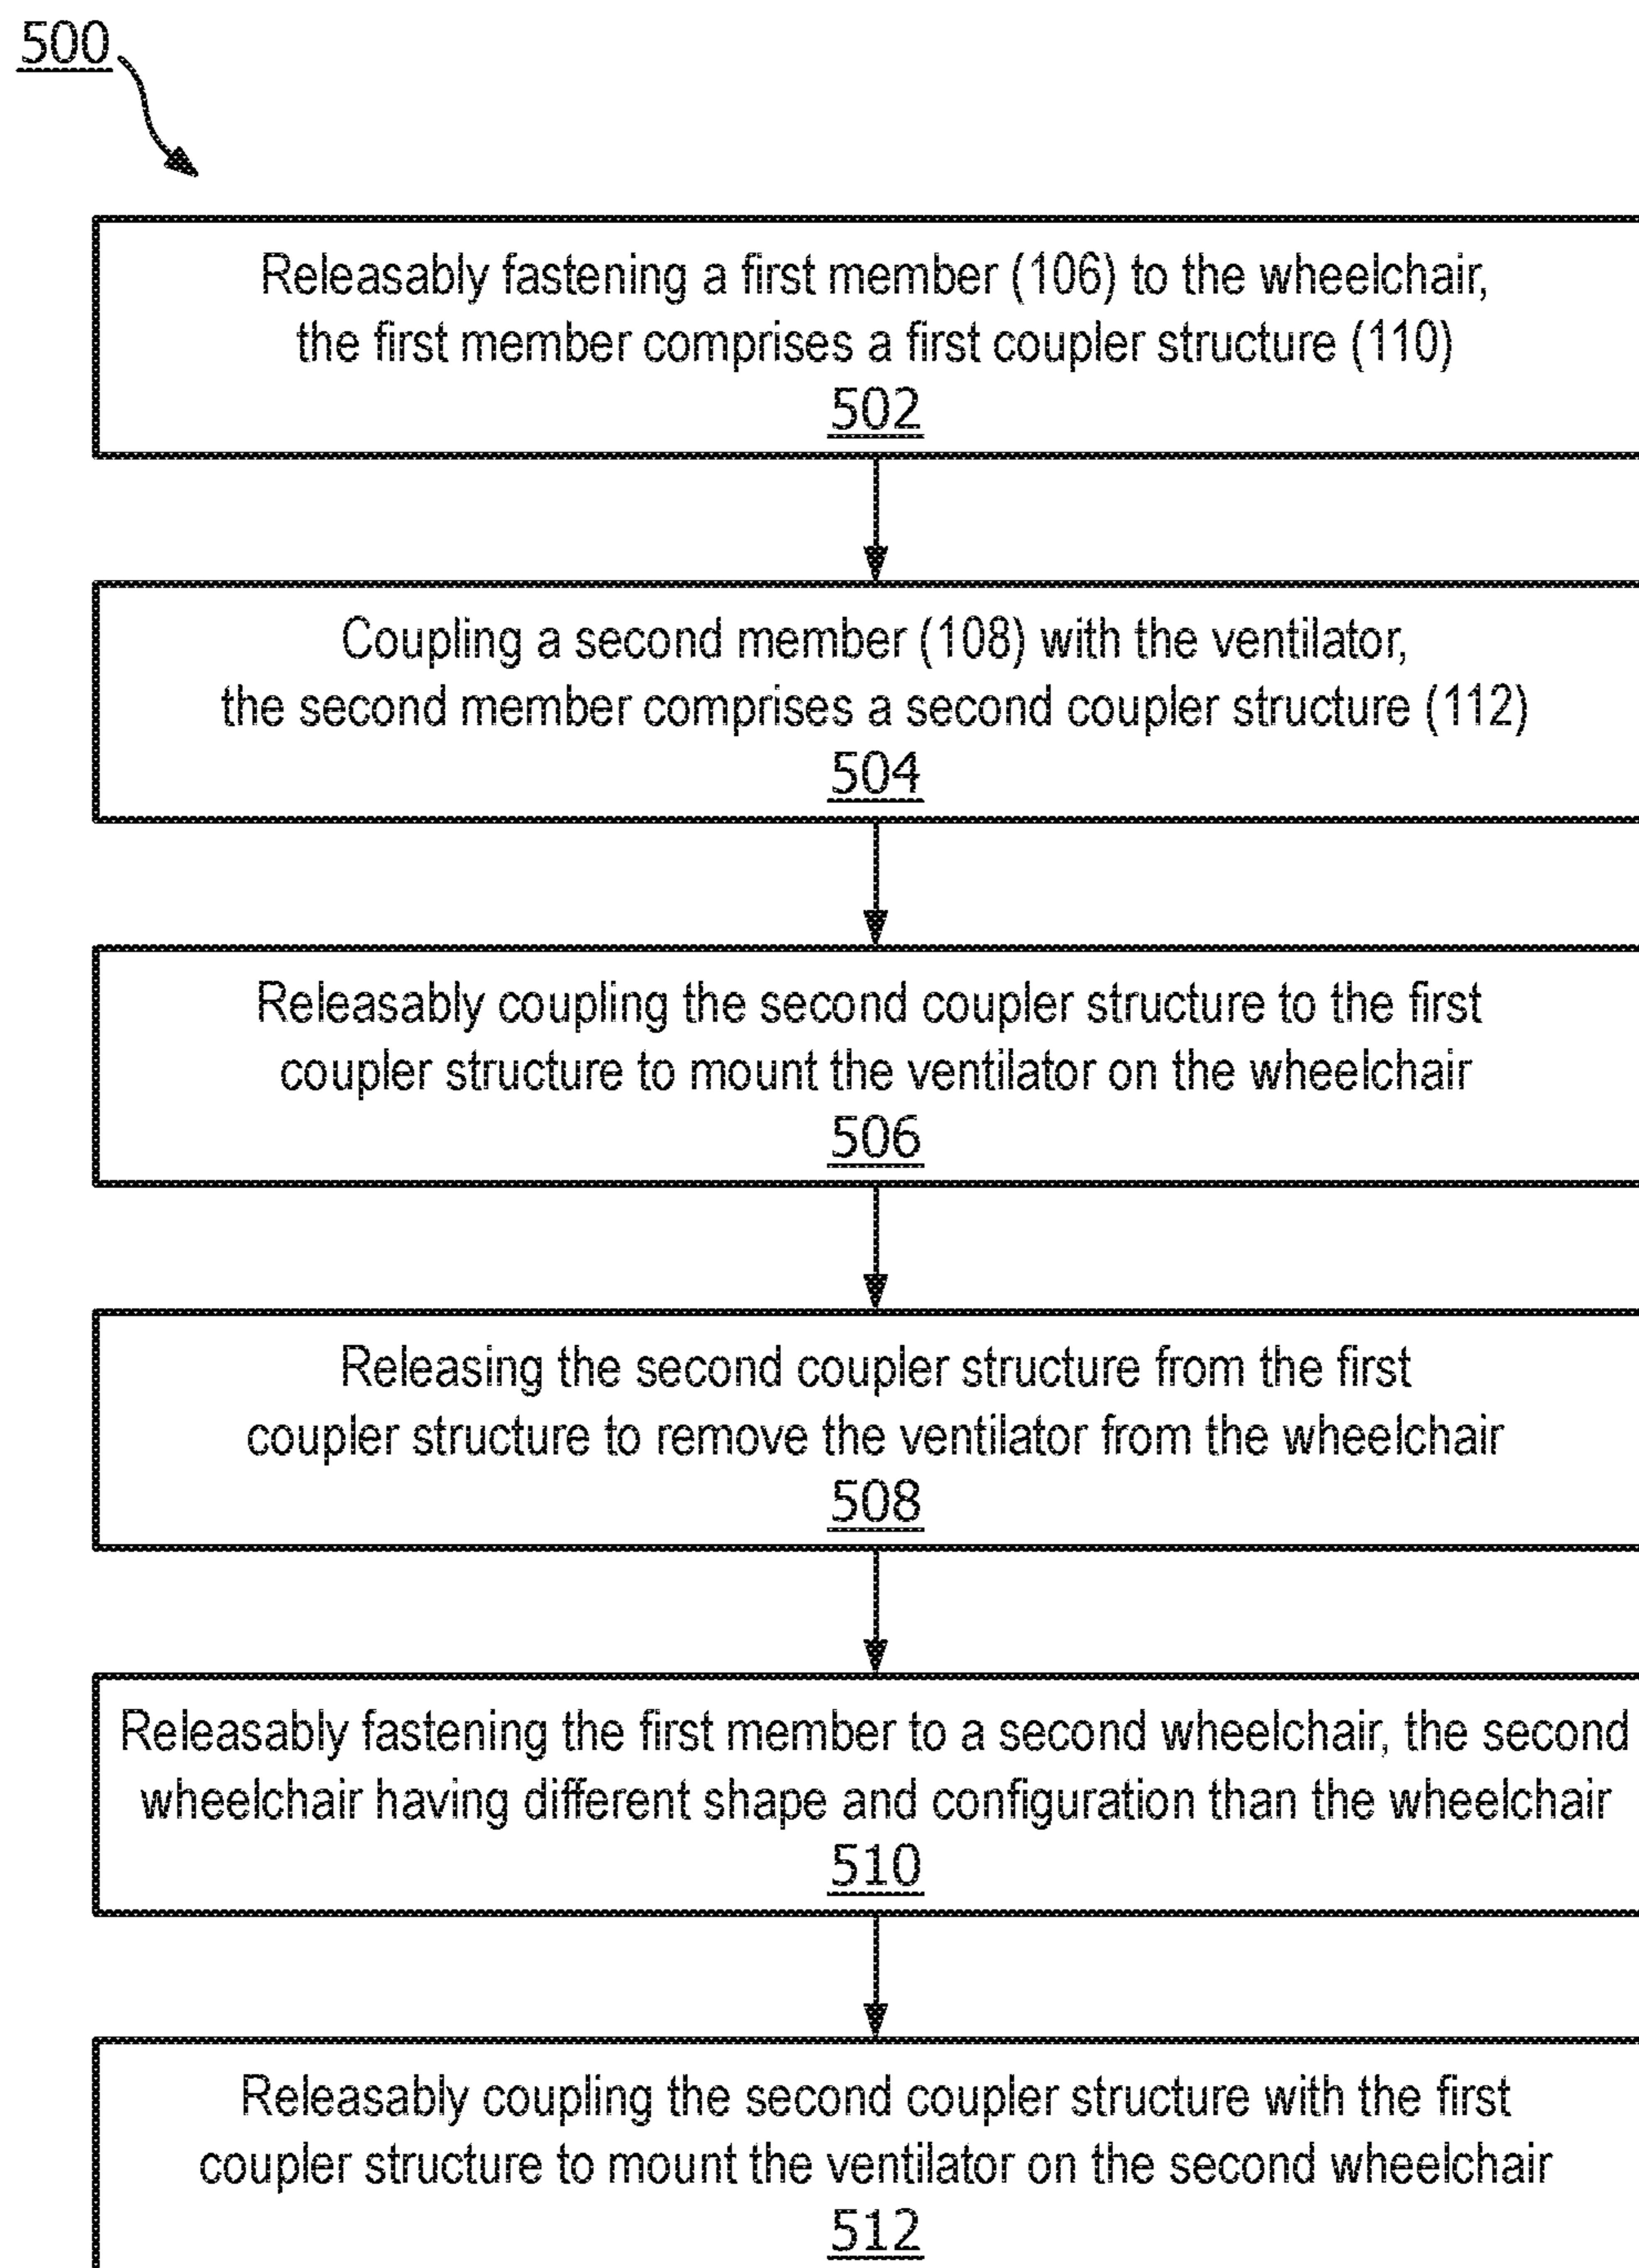 500
Releasably fastening a first member (106) to the wheelchair,
the first member comprises a first coupler structure (110)
502
Coupling a second member (108) with the ventilator,
the second member comprises a second coupler structure (112)
504
Releasably coupling the second coupler structure to the first
coupler structure to mount the ventilator on the wheelchair
506
Releasing the second coupler structure from the first
coupler structure to remove the ventilator from the wheelchair
508
Releasably fastening the first member to a second wheelchair, the second
wheelchair having different shape and configuration than the wheelchair
510
Releasably coupling the second coupler structure with the first
coupler structure to mount the ventilator on the second wheelchair
512